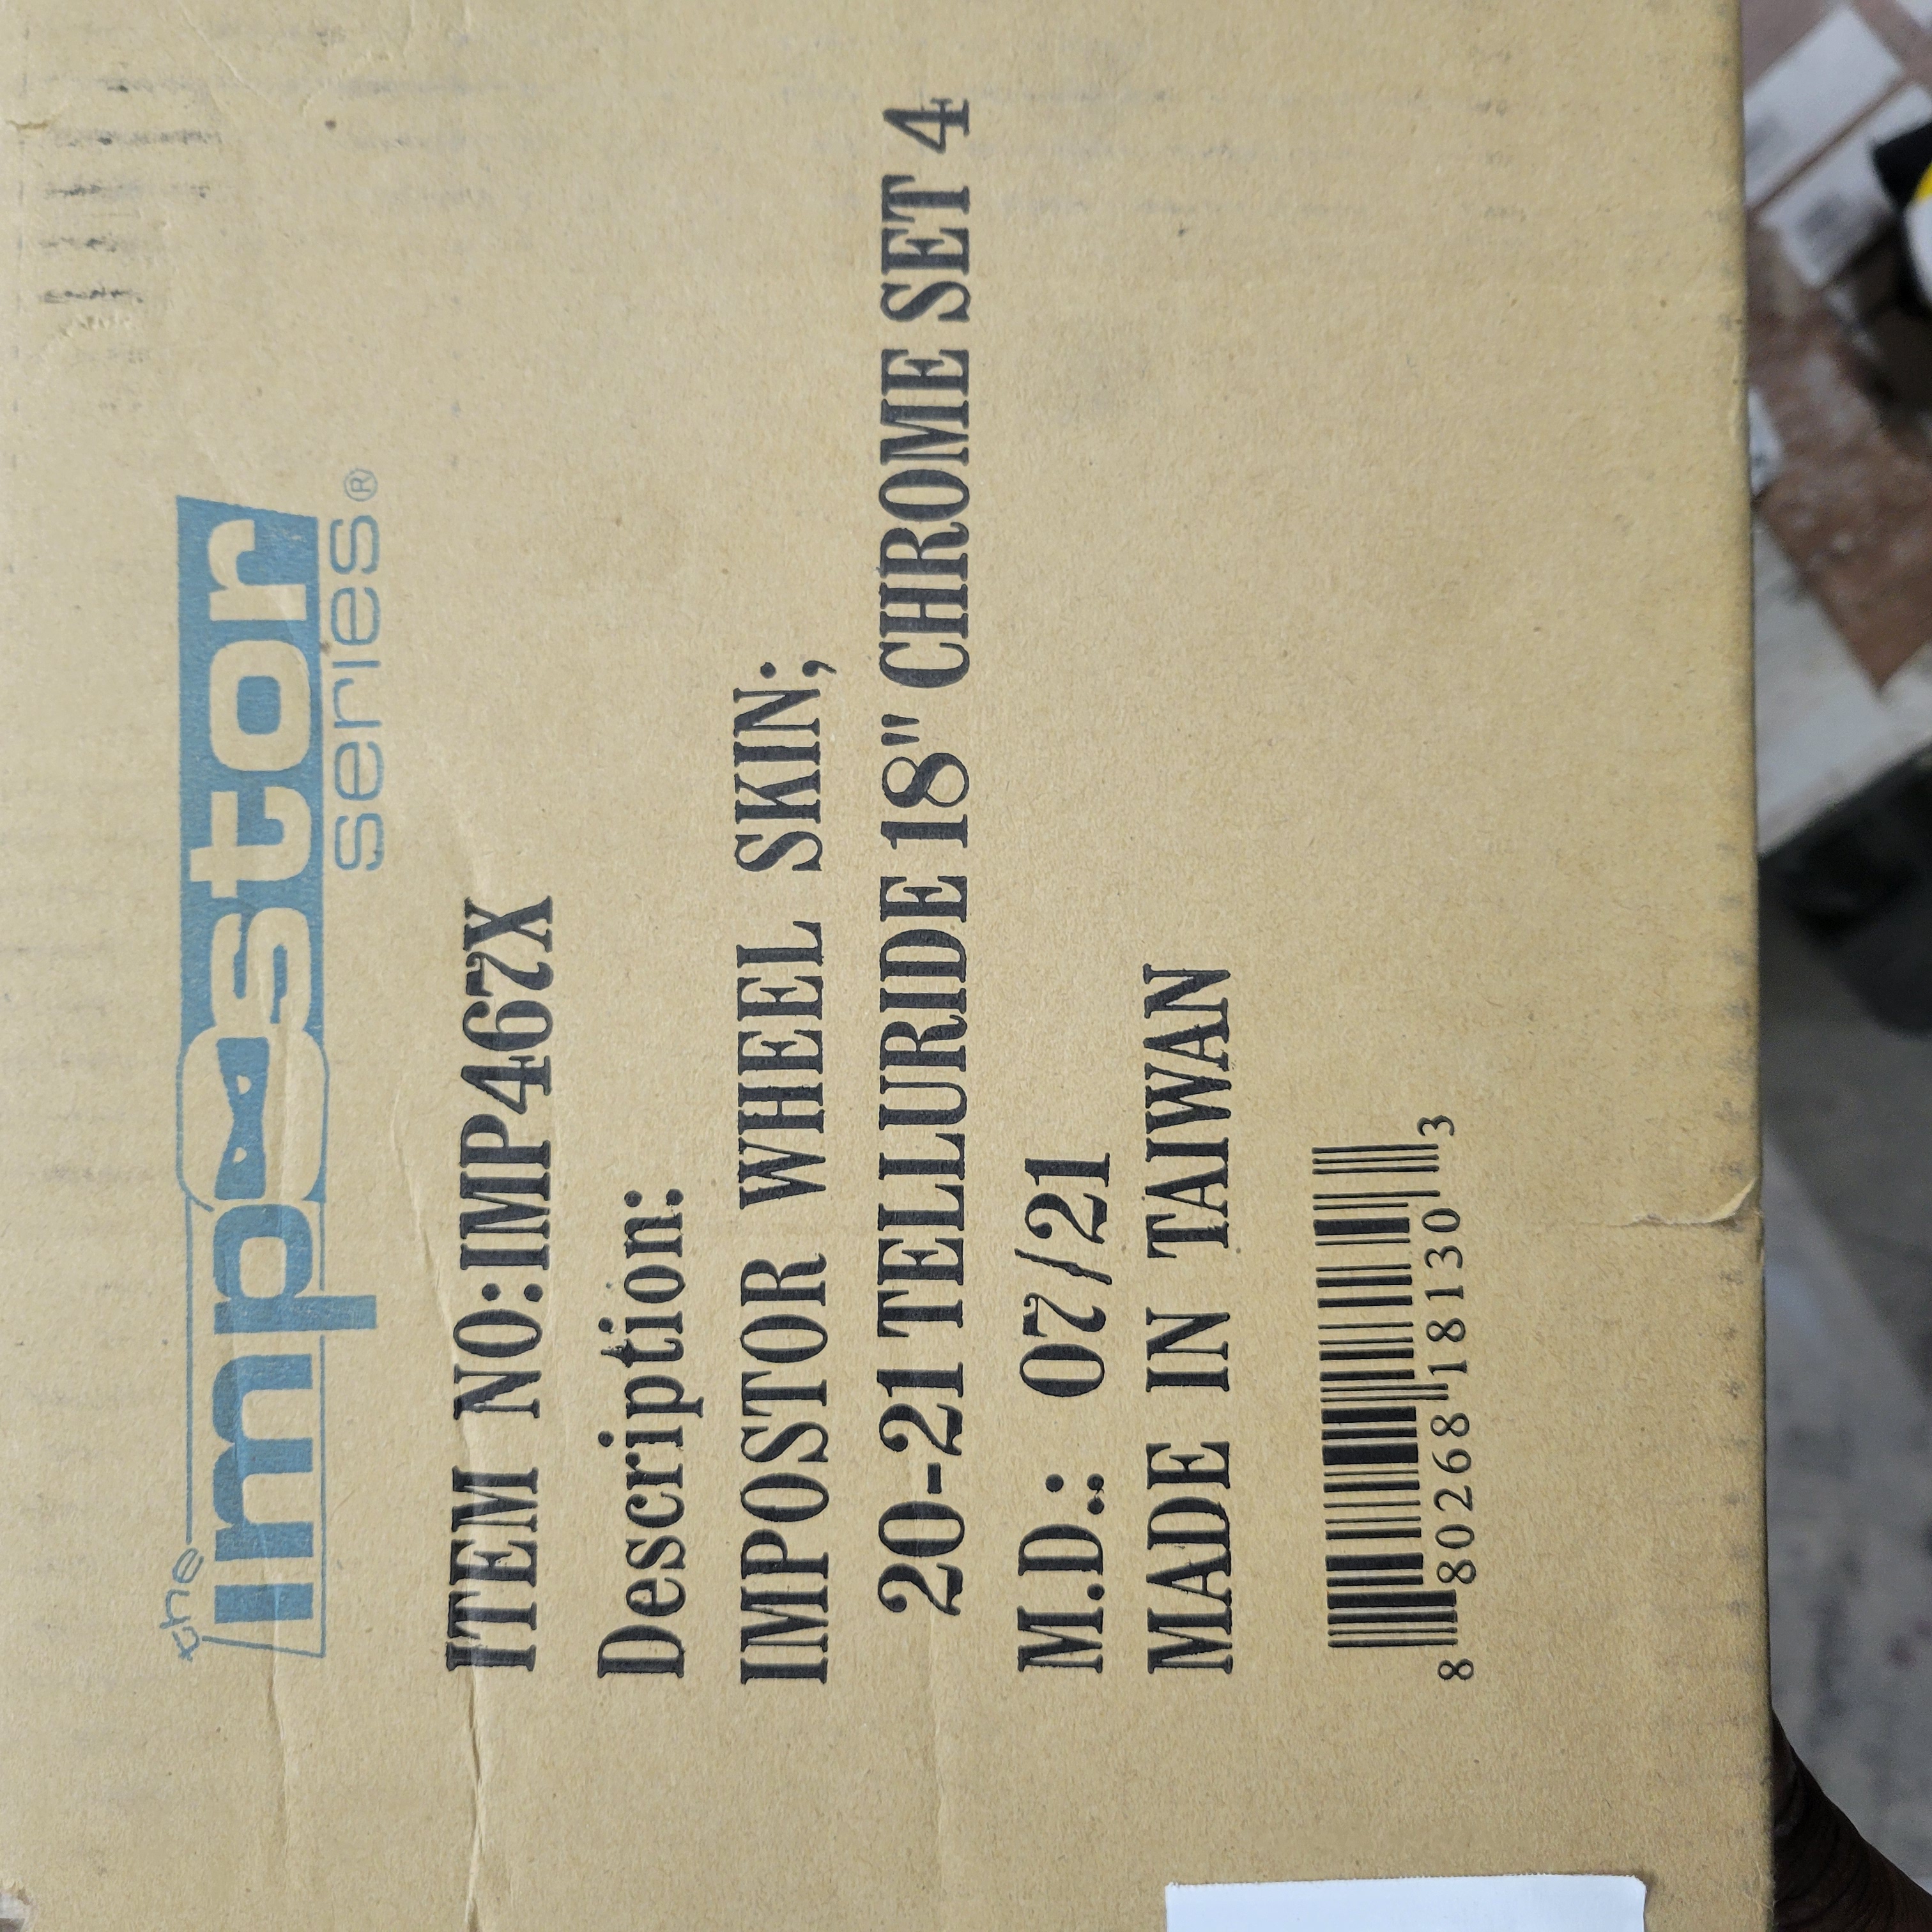 the
impostor
series®
ITEM NO:IMP467X
Description:
IMPOSTOR WHEEL SKIN;
20-21 TELLURIDE 18" CHROME SET 4
M.D.: 07/21
MADE IN TAIWAN
8 80268 18130 3